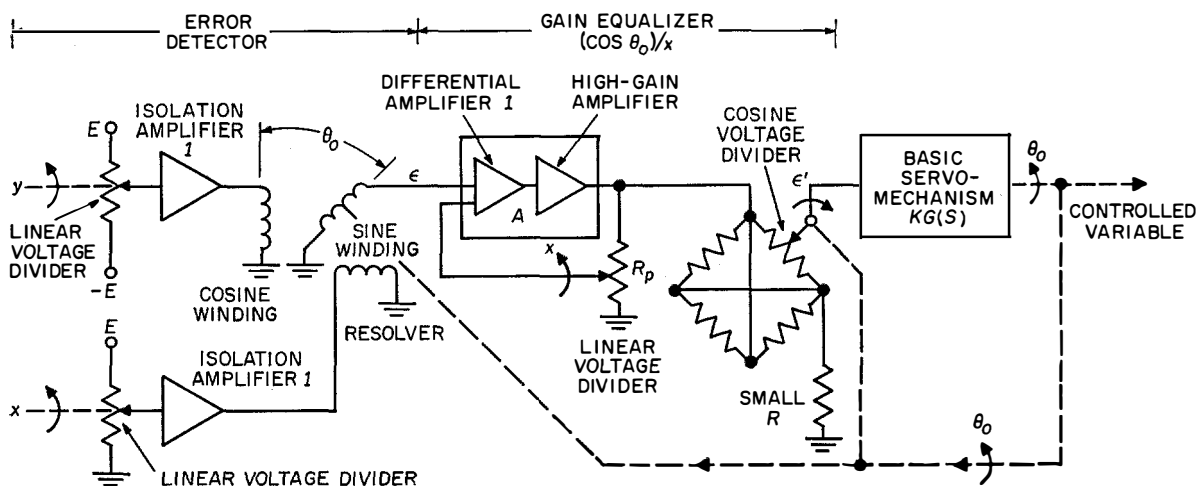 ERROR
DETECTOR
GAIN EQUALIZER
(COS θo)/x
DIFFERENTIAL
AMPLIFIER 1
HIGH-GAIN
AMPLIFIER
ISOLATION
AMPLIFIER
1
θo
COSINE
VOLTAGE
DIVIDER
E
y
LINEAR
VOLTAGE
DIVIDER
-E
ϵ
A
ϵ'
BASIC
SERVO-
MECHANISM
KG(S)
θo
CONTROLLED
VARIABLE
SINE
WINDING
x
Rp
COSINE
WINDING
RESOLVER
LINEAR
VOLTAGE
DIVIDER
E
ISOLATION
AMPLIFIER 1
SMALL
R
x
θo
LINEAR VOLTAGE DIVIDER